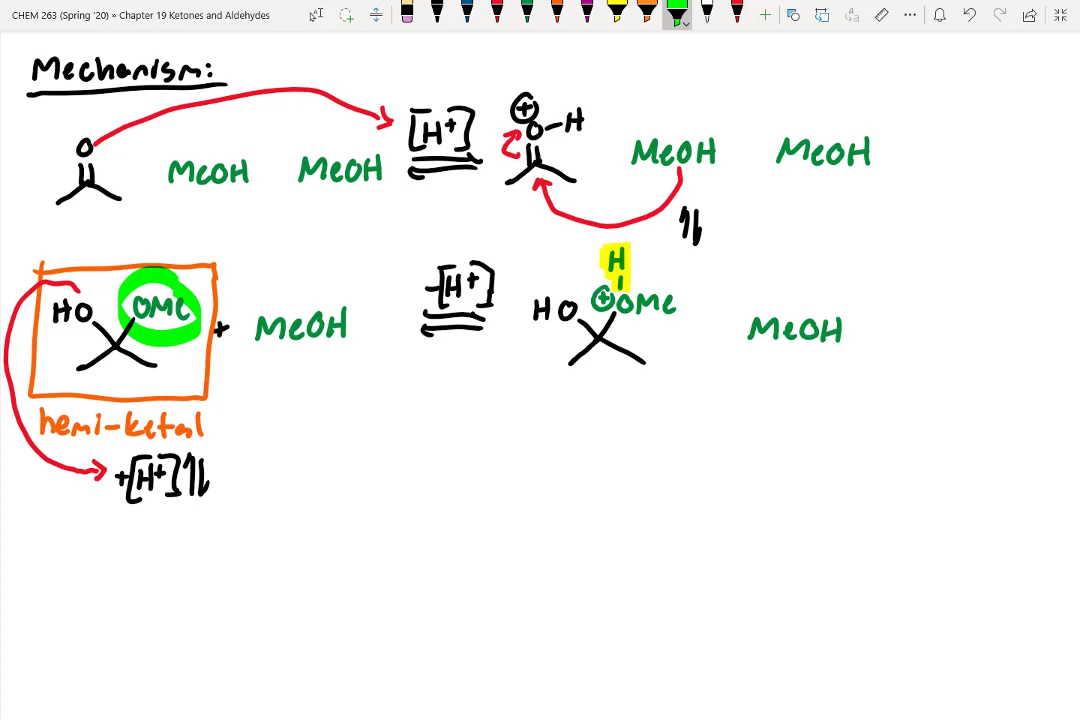 CHEM 263 (Spring '20) » Chapter 19 Ketones and Aldehydes
Mechanism:
O MeOH MeOH [H+] + O-H MeOH MeOH
HO OMe + MeOH -[H+] HO H + OMe MeOH
hemi-ketal
+[H+]